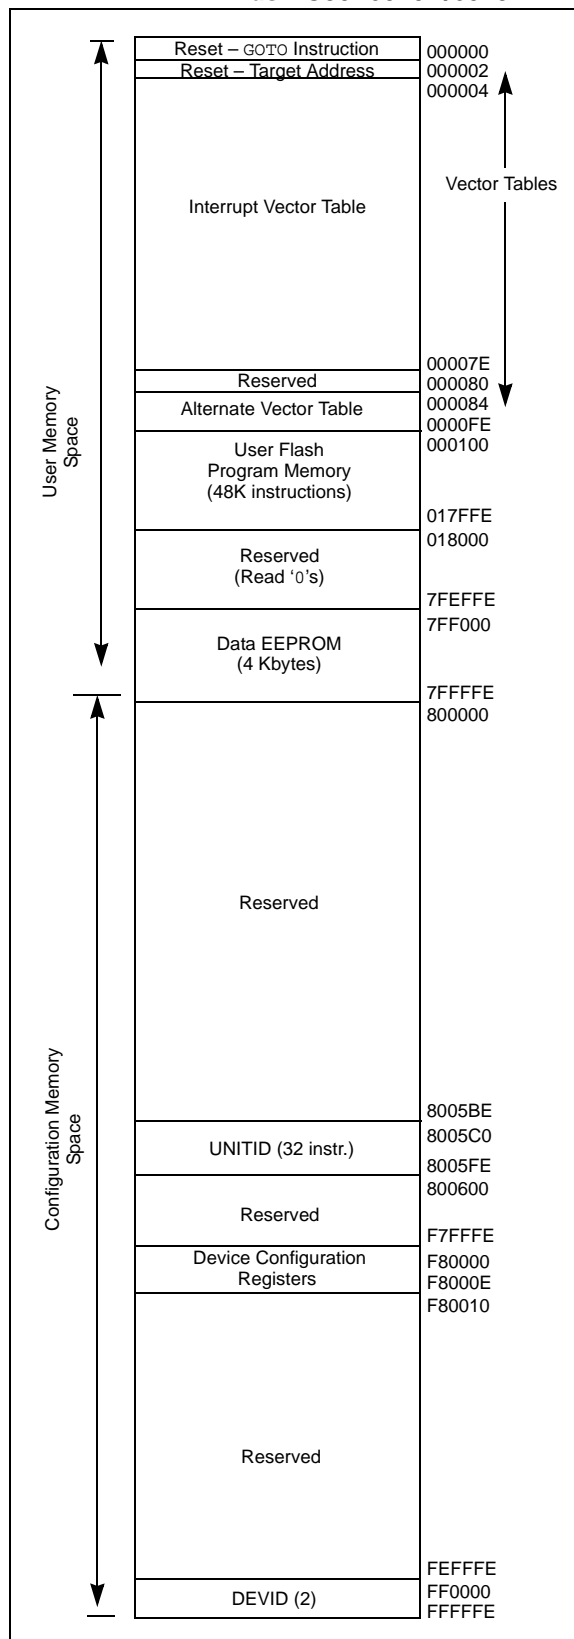 Reset – GOTO Instruction
000000
Reset – Target Address
000002
000004
Interrupt Vector Table
Vector Tables
00007E
Reserved
000080
Alternate Vector Table
000084
0000FE
User Flash
Program Memory
(48K instructions)
000100
017FFE
User Memory
Space
018000
Reserved
(Read ‘0’s)
7FEFFE
7FF000
Data EEPROM
(4 Kbytes)
7FFFFE
800000
Reserved
Configuration Memory
Space
8005BE
8005C0
UNITID (32 instr.)
8005FE
800600
Reserved
F7FFFE
Device Configuration
Registers
F80000
F8000E
F80010
Reserved
FEFFFE
FF0000
DEVID (2)
FFFFFE